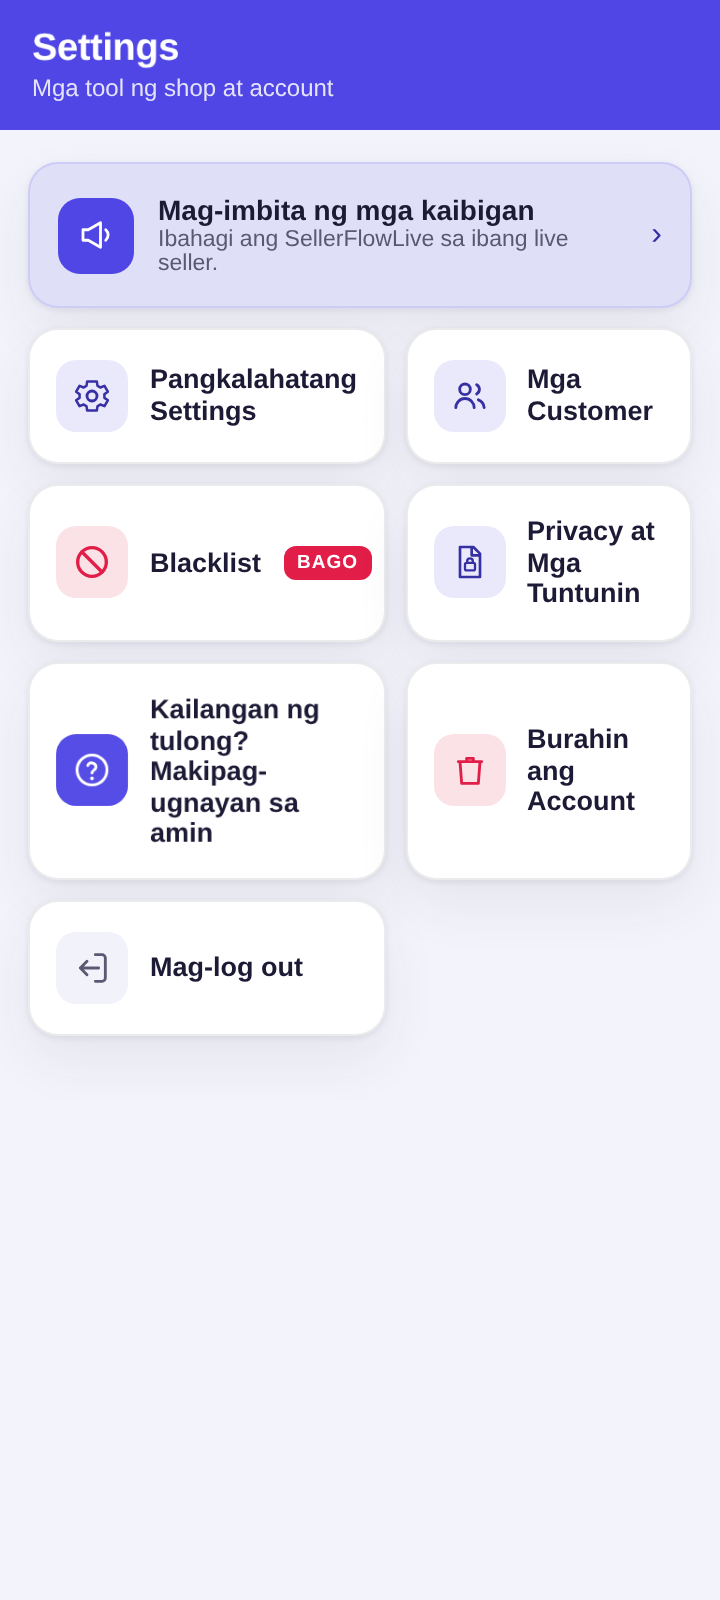 Settings
Mga tool ng shop at account
Mag-imbita ng mga kaibigan
Ibahagi ang SellerFlowLive sa ibang live
seller.
Pangkalahatang
Settings
Mga
Customer
Blacklist
BAGO
Privacy at
Mga
Tuntunin
Kailangan ng
tulong?
Makipag-
ugnayan sa
amin
Burahin
ang
Account
Mag-log out